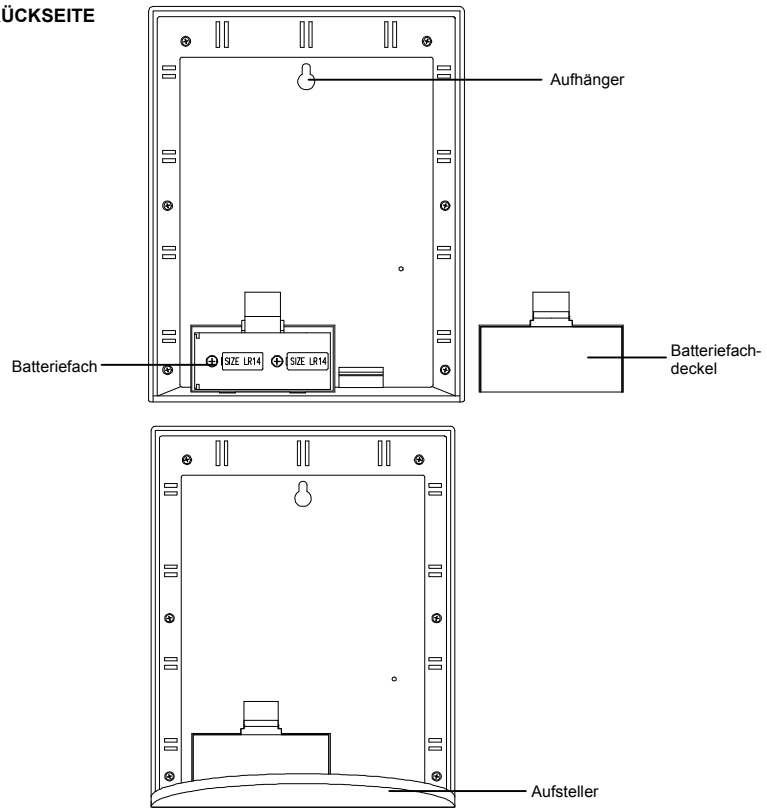 ÜCKSEITE
Aufhänger
Batteriefach
SIZE LR14 SIZE LR14
Batteriefach-
deckel
Aufsteller